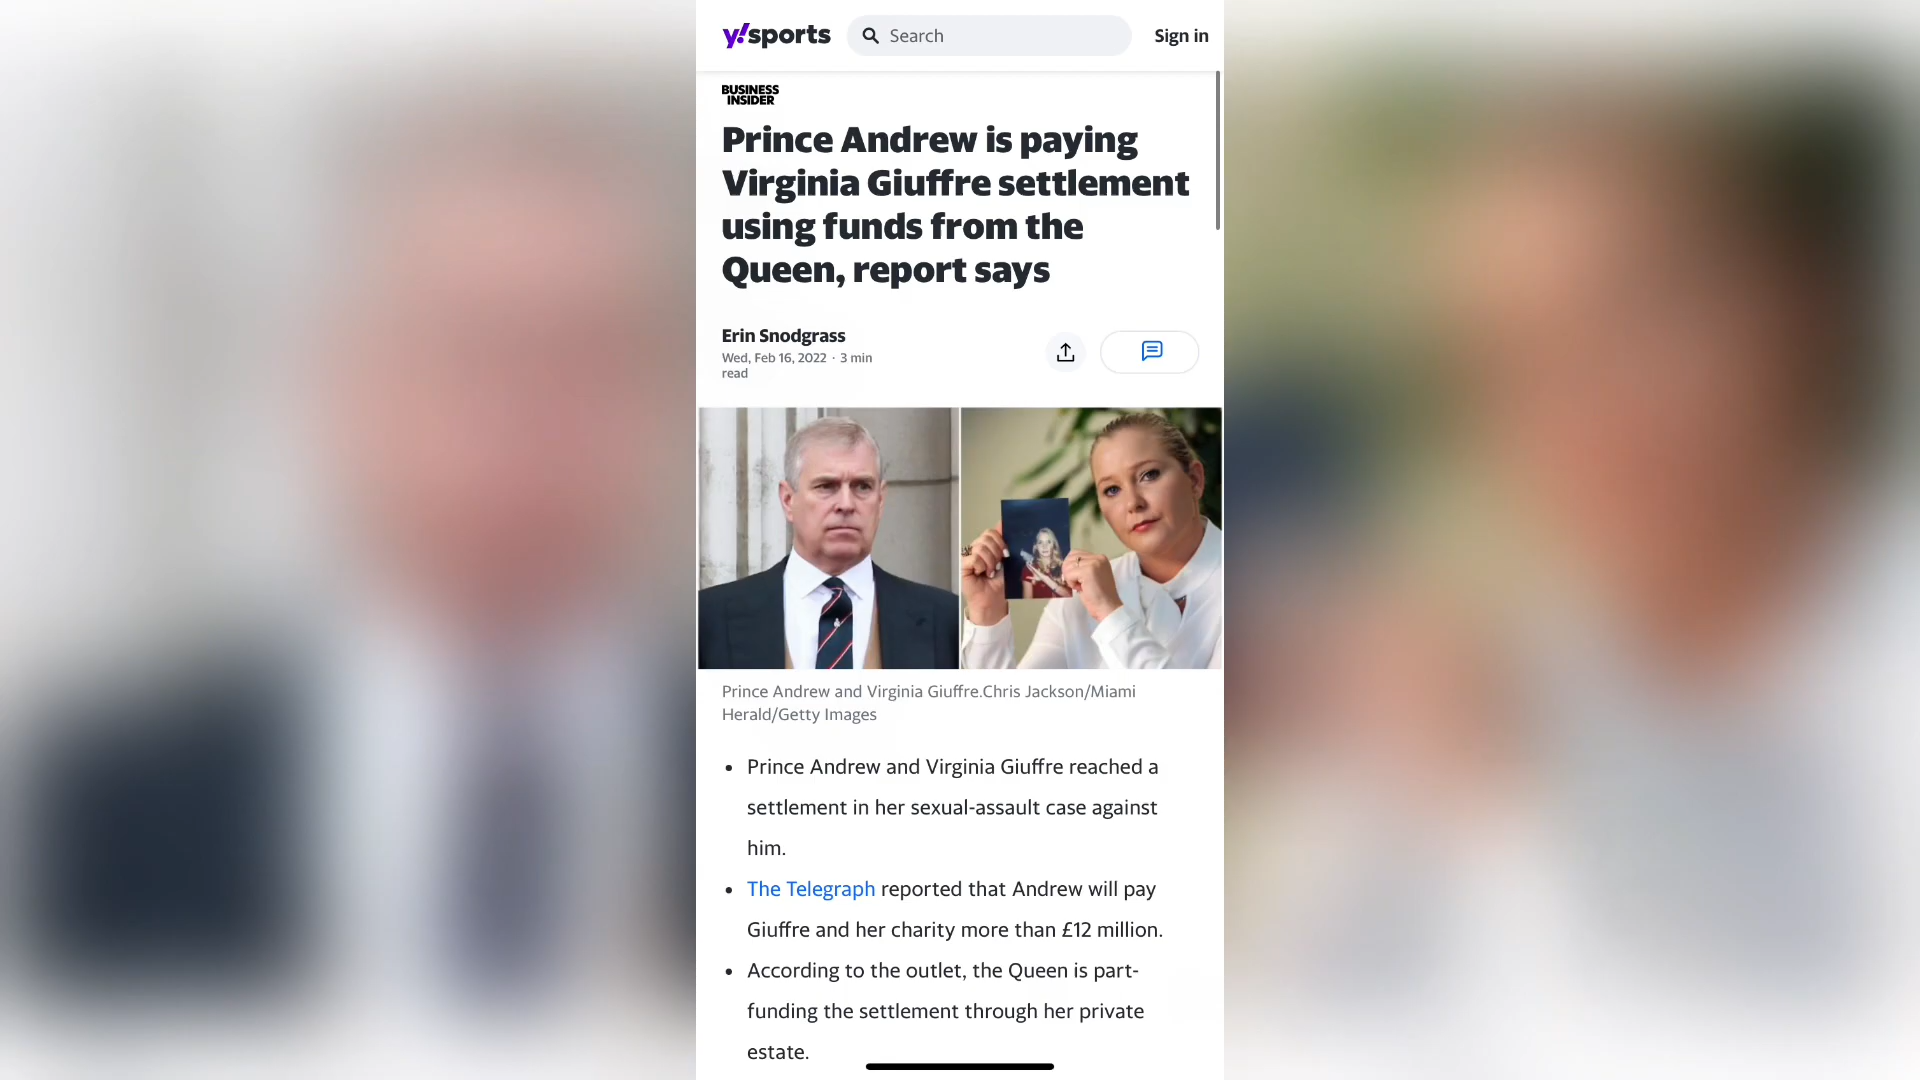 y!sports
Search
Sign in
BUSINESS
INSIDER
Prince Andrew is paying
Virginia Giuffre settlement
using funds from the
Queen, report says
Erin Snodgrass
Wed, Feb 16, 2022 · 3 min
read
Prince Andrew and Virginia Giuffre.Chris Jackson/Miami
Herald/Getty Images
• Prince Andrew and Virginia Giuffre reached a
settlement in her sexual-assault case against
him.
• The Telegraph reported that Andrew will pay
Giuffre and her charity more than £12 million.
• According to the outlet, the Queen is part-
funding the settlement through her private
estate.